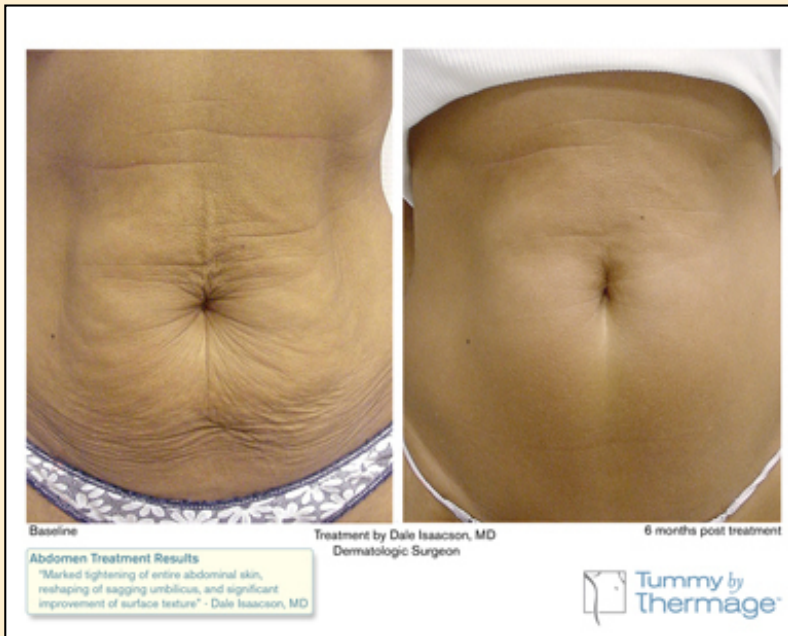 Baseline
Treatment by Dale Isaacson, MD
Dermatologic Surgeon
6 months post treatment
Abdomen Treatment Results
"Marked tightening of entire abdominal skin,
reshaping of sagging umbilicus, and significant
improvement of surface texture" - Dale Isaacson, MD
Tummy by
Thermage™